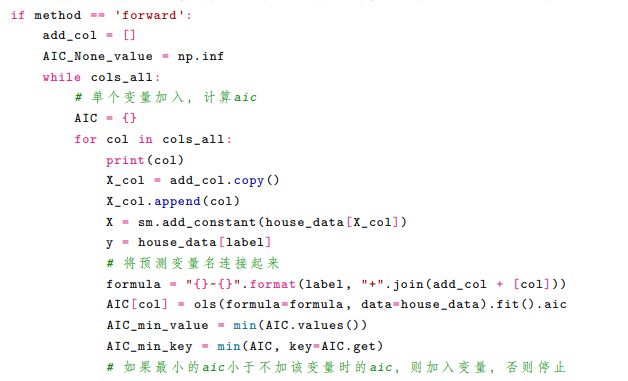 if method == 'forward':
    add_col = []
    AIC_None_value = np.inf
    while cols_all:
        # 单个变量加入, 计算aic
        AIC = {}
        for col in cols_all:
            print(col)
            X_col = add_col.copy()
            X_col.append(col)
            X = sm.add_constant(house_data[X_col])
            y = house_data[label]
            # 将预测变量名连接起来
            formula = "{}~{}".format(label, "+".join(add_col + [col]))
            AIC[col] = ols(formula=formula, data=house_data).fit().aic
            AIC_min_value = min(AIC.values())
            AIC_min_key = min(AIC, key=AIC.get)
            # 如果最小的aic小于不加该变量时的aic, 则加入变量, 否则停止